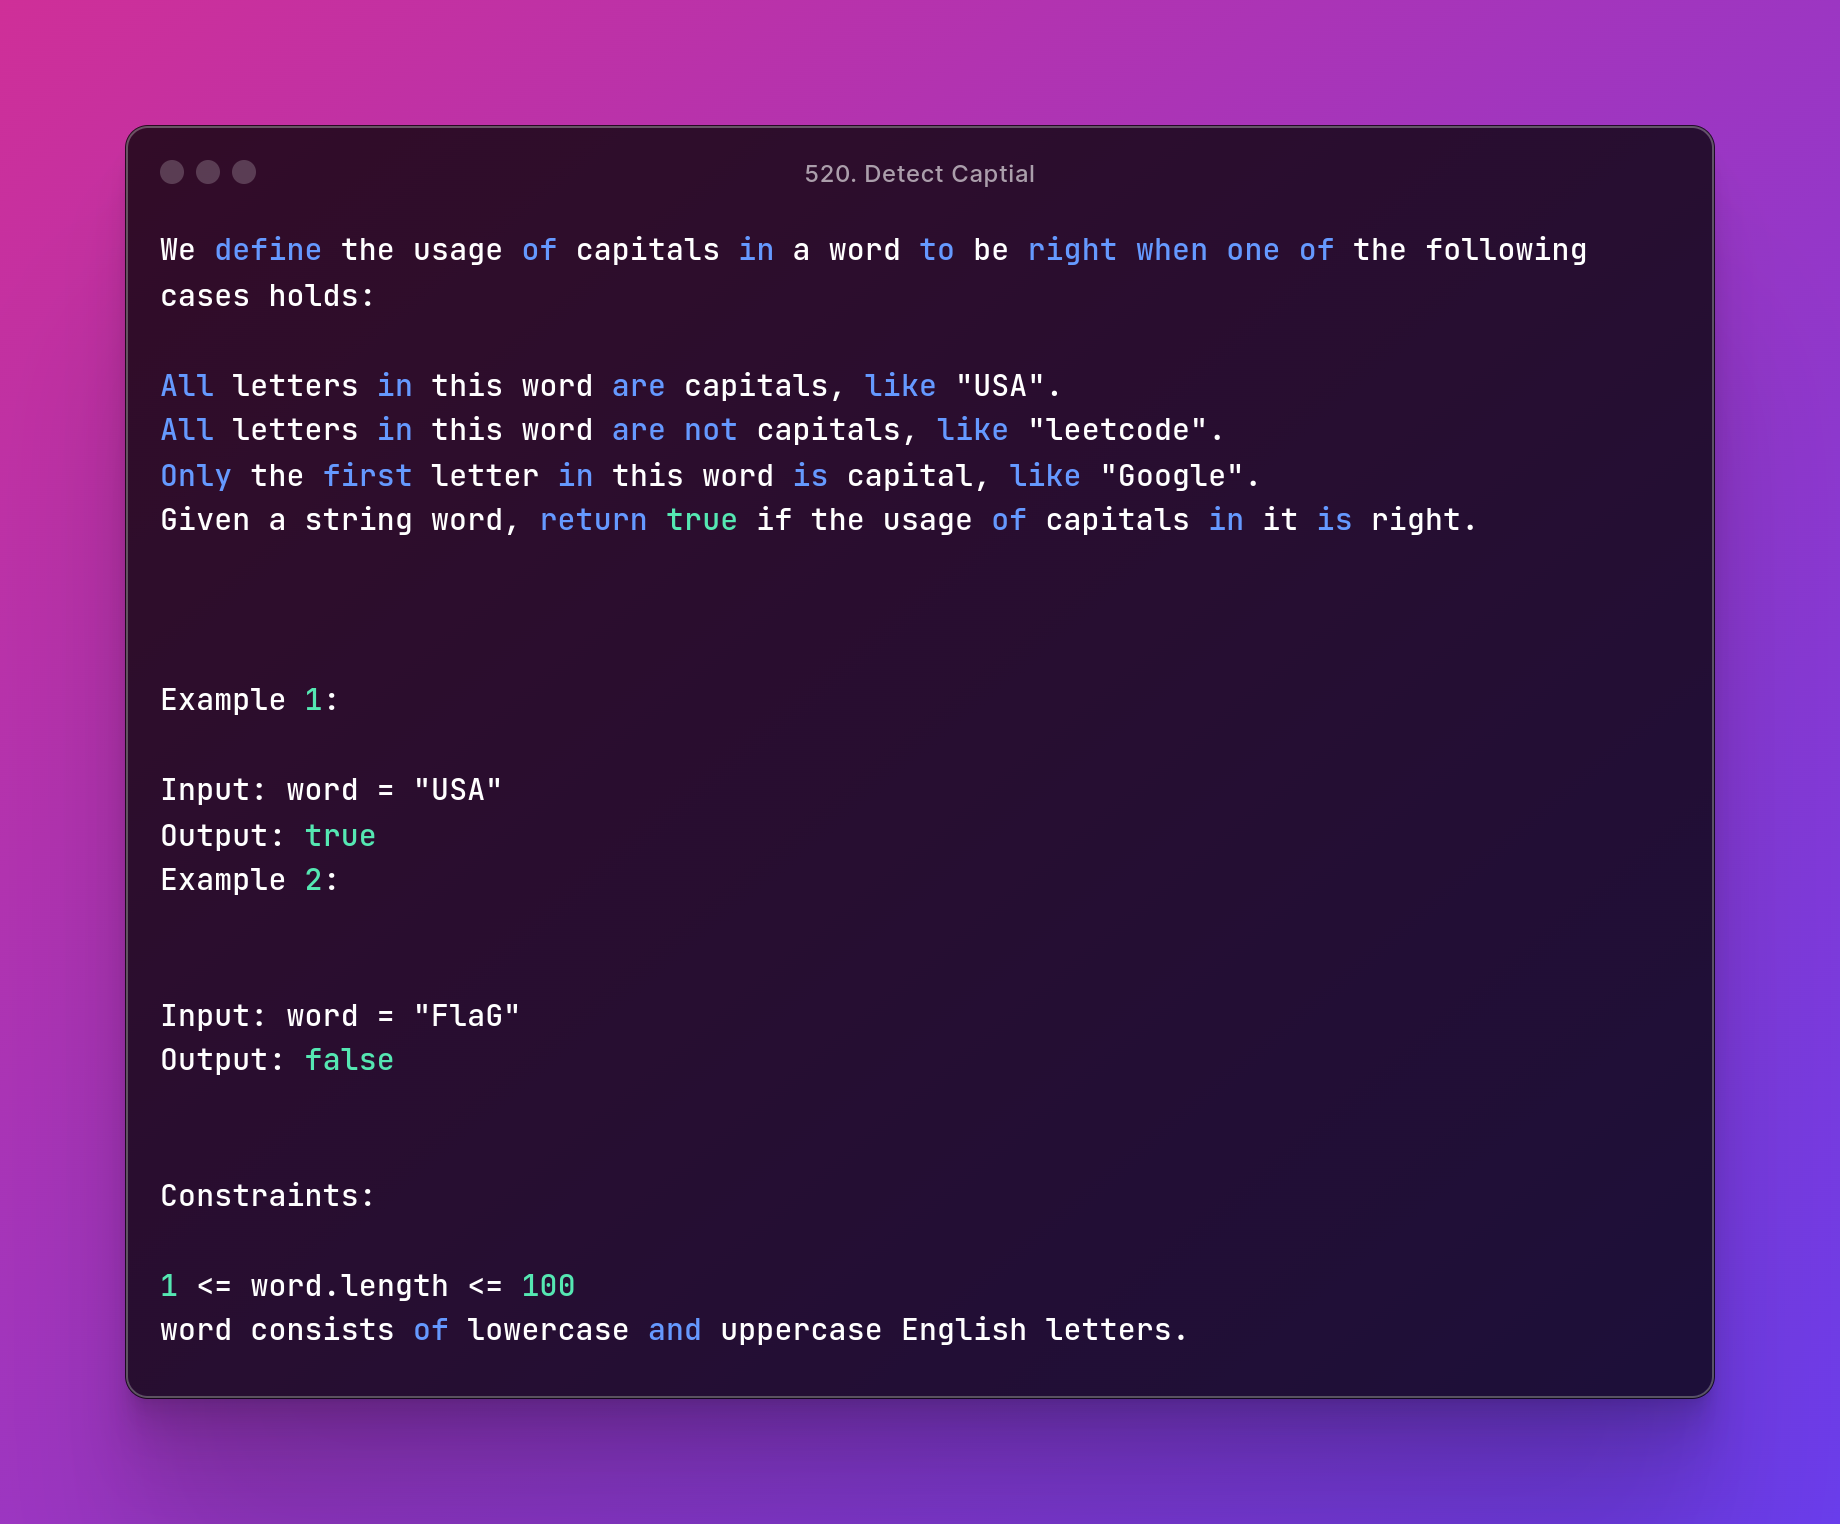 520. Detect Captial
We define the usage of capitals in a word to be right when one of the following
cases holds:
All letters in this word are capitals, like "USA".
All letters in this word are not capitals, like "leetcode".
Only the first letter in this word is capital, like "Google".
Given a string word, return true if the usage of capitals in it is right.
Example 1:
Input: word = "USA"
Output: true
Example 2:
Input: word = "FlaG"
Output: false
Constraints:
1 <= word.length <= 100
word consists of lowercase and uppercase English letters.